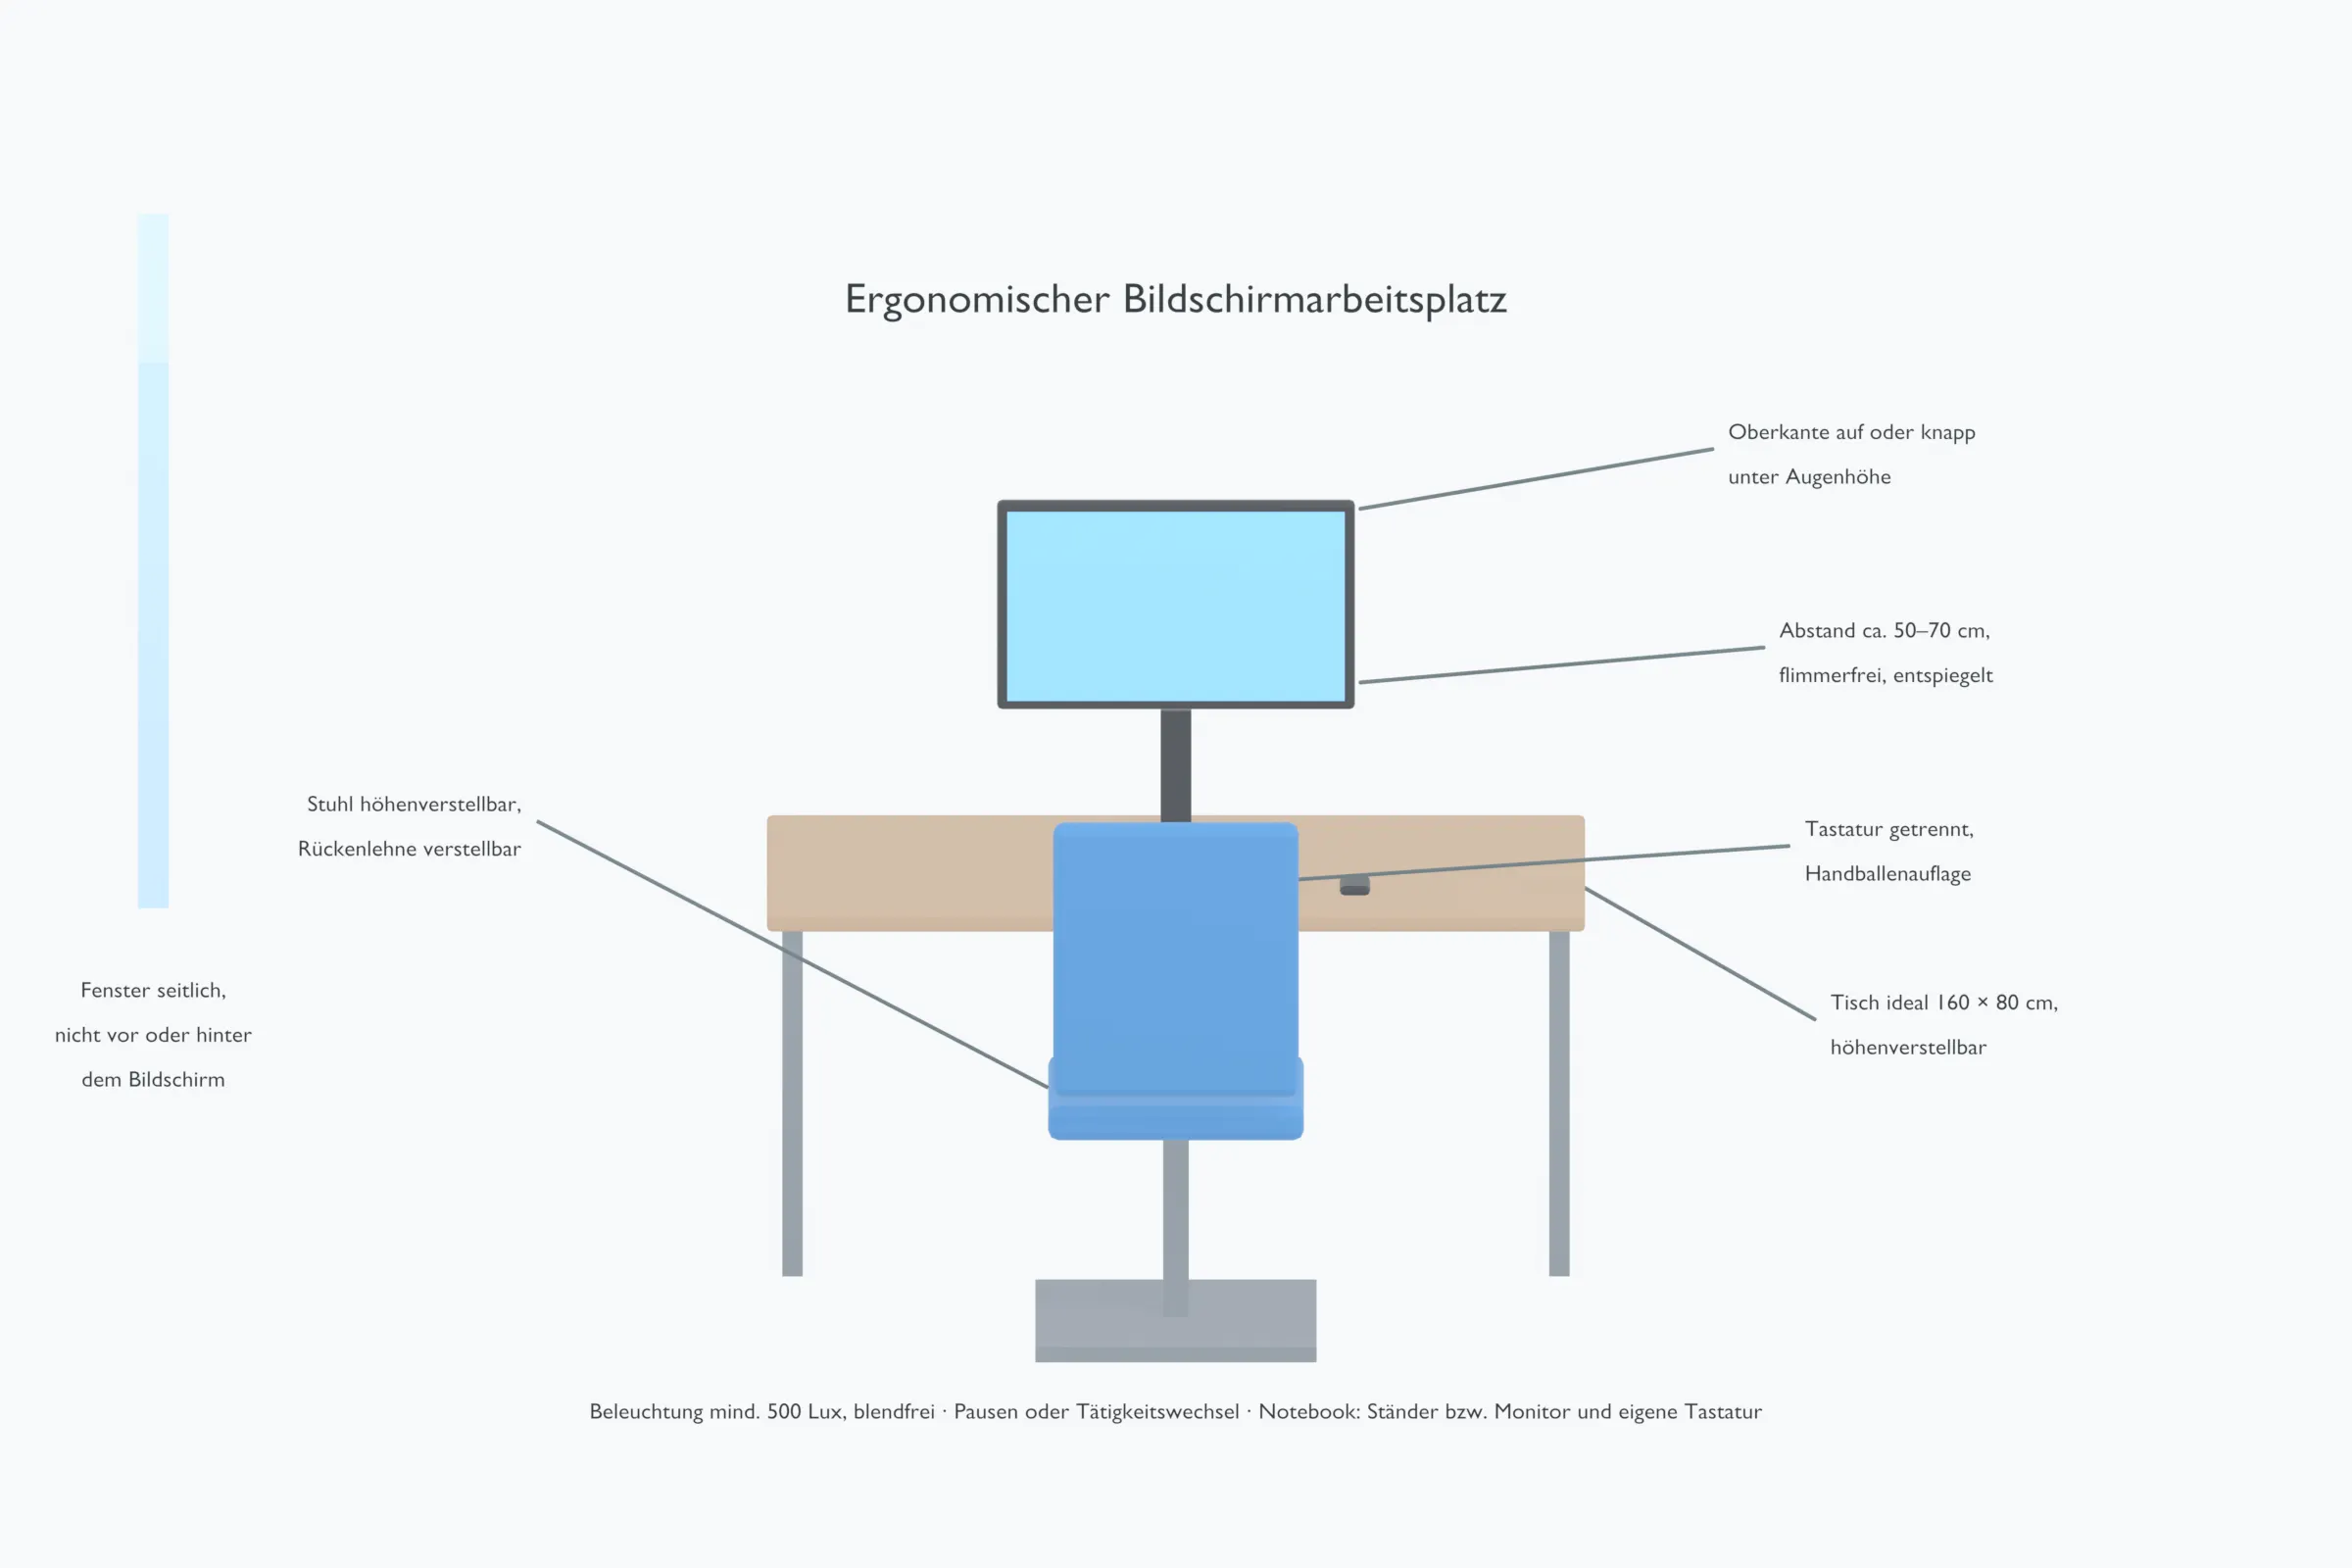 Ergonomischer Bildschirmarbeitsplatz
Oberkante auf oder knapp
unter Augenhöhe
Abstand ca. 50–70 cm,
flimmerfrei, entspiegelt
Stuhl höhenverstellbar,
Rückenlehne verstellbar
Tastatur getrennt,
Handballenauflage
Fenster seitlich,
nicht vor oder hinter
dem Bildschirm
Tisch ideal 160 × 80 cm,
höhenverstellbar
Beleuchtung mind. 500 Lux, blendfrei · Pausen oder Tätigkeitswechsel · Notebook: Ständer bzw. Monitor und eigene Tastatur